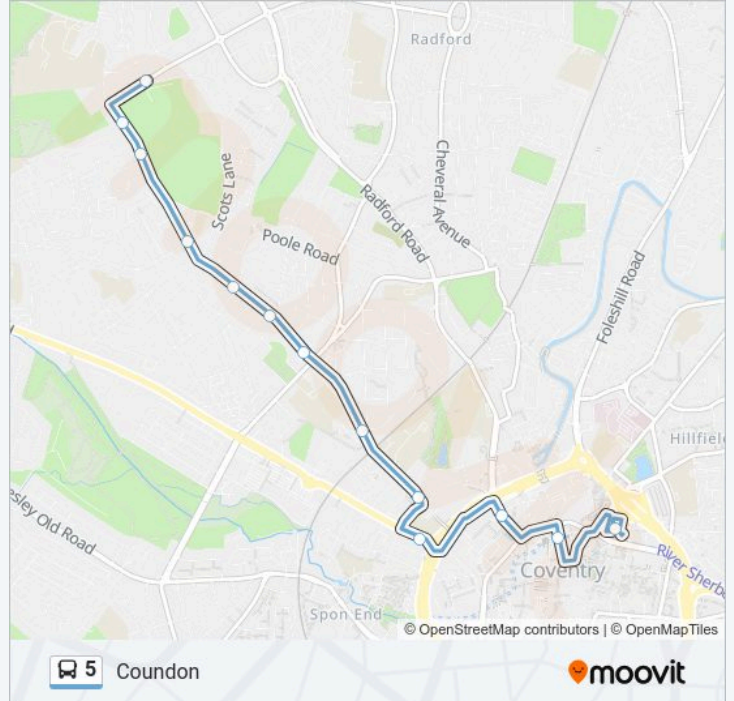 Radford
Scots Lane
Cheveral Avenue
Radford Road
Poole Road
Foleshill Road
Hillfiel
esley Old Road
Coventry
River Sherb
Spon End
© OpenStreetMap contributors | © OpenMapTiles
5 Coundon
moovit